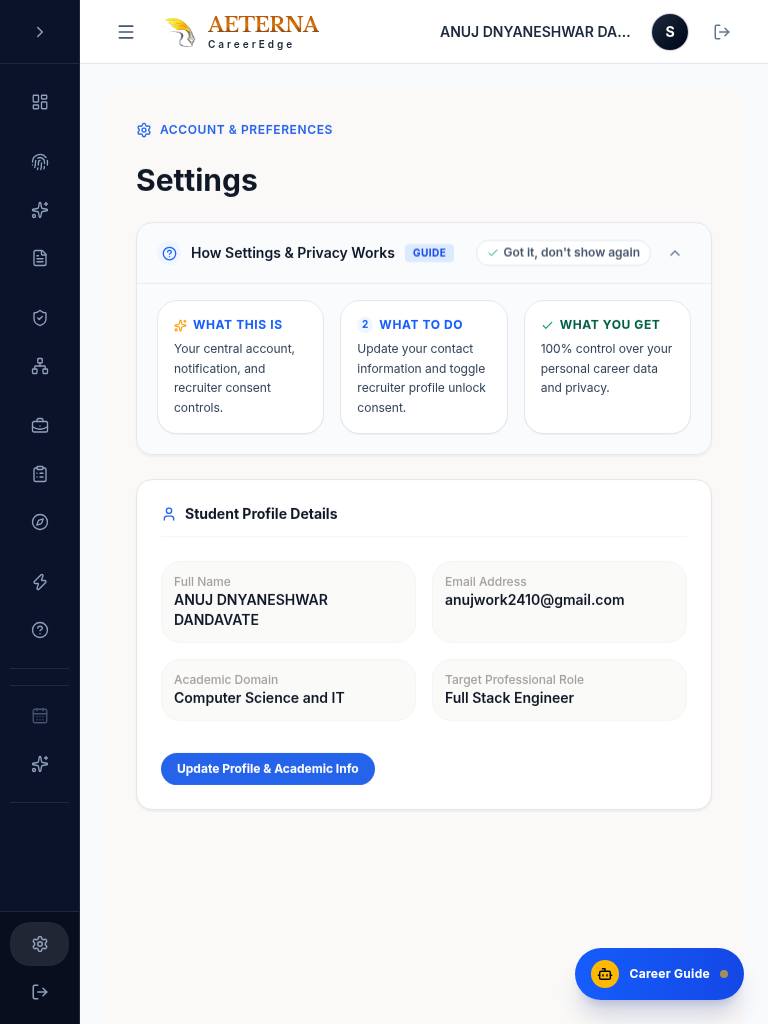 AETERNA
CareerEdge
ANUJ DNYANESHWAR DA...
S
ACCOUNT & PREFERENCES
Settings
How Settings & Privacy Works
GUIDE
Got it, don't show again
WHAT THIS IS
Your central account,
notification, and
recruiter consent
controls.
2
WHAT TO DO
Update your contact
information and toggle
recruiter profile unlock
consent.
WHAT YOU GET
100% control over your
personal career data
and privacy.
Student Profile Details
Full Name
ANUJ DNYANESHWAR
DANDAVATE
Email Address
anujwork2410@gmail.com
Academic Domain
Computer Science and IT
Target Professional Role
Full Stack Engineer
Update Profile & Academic Info
Career Guide